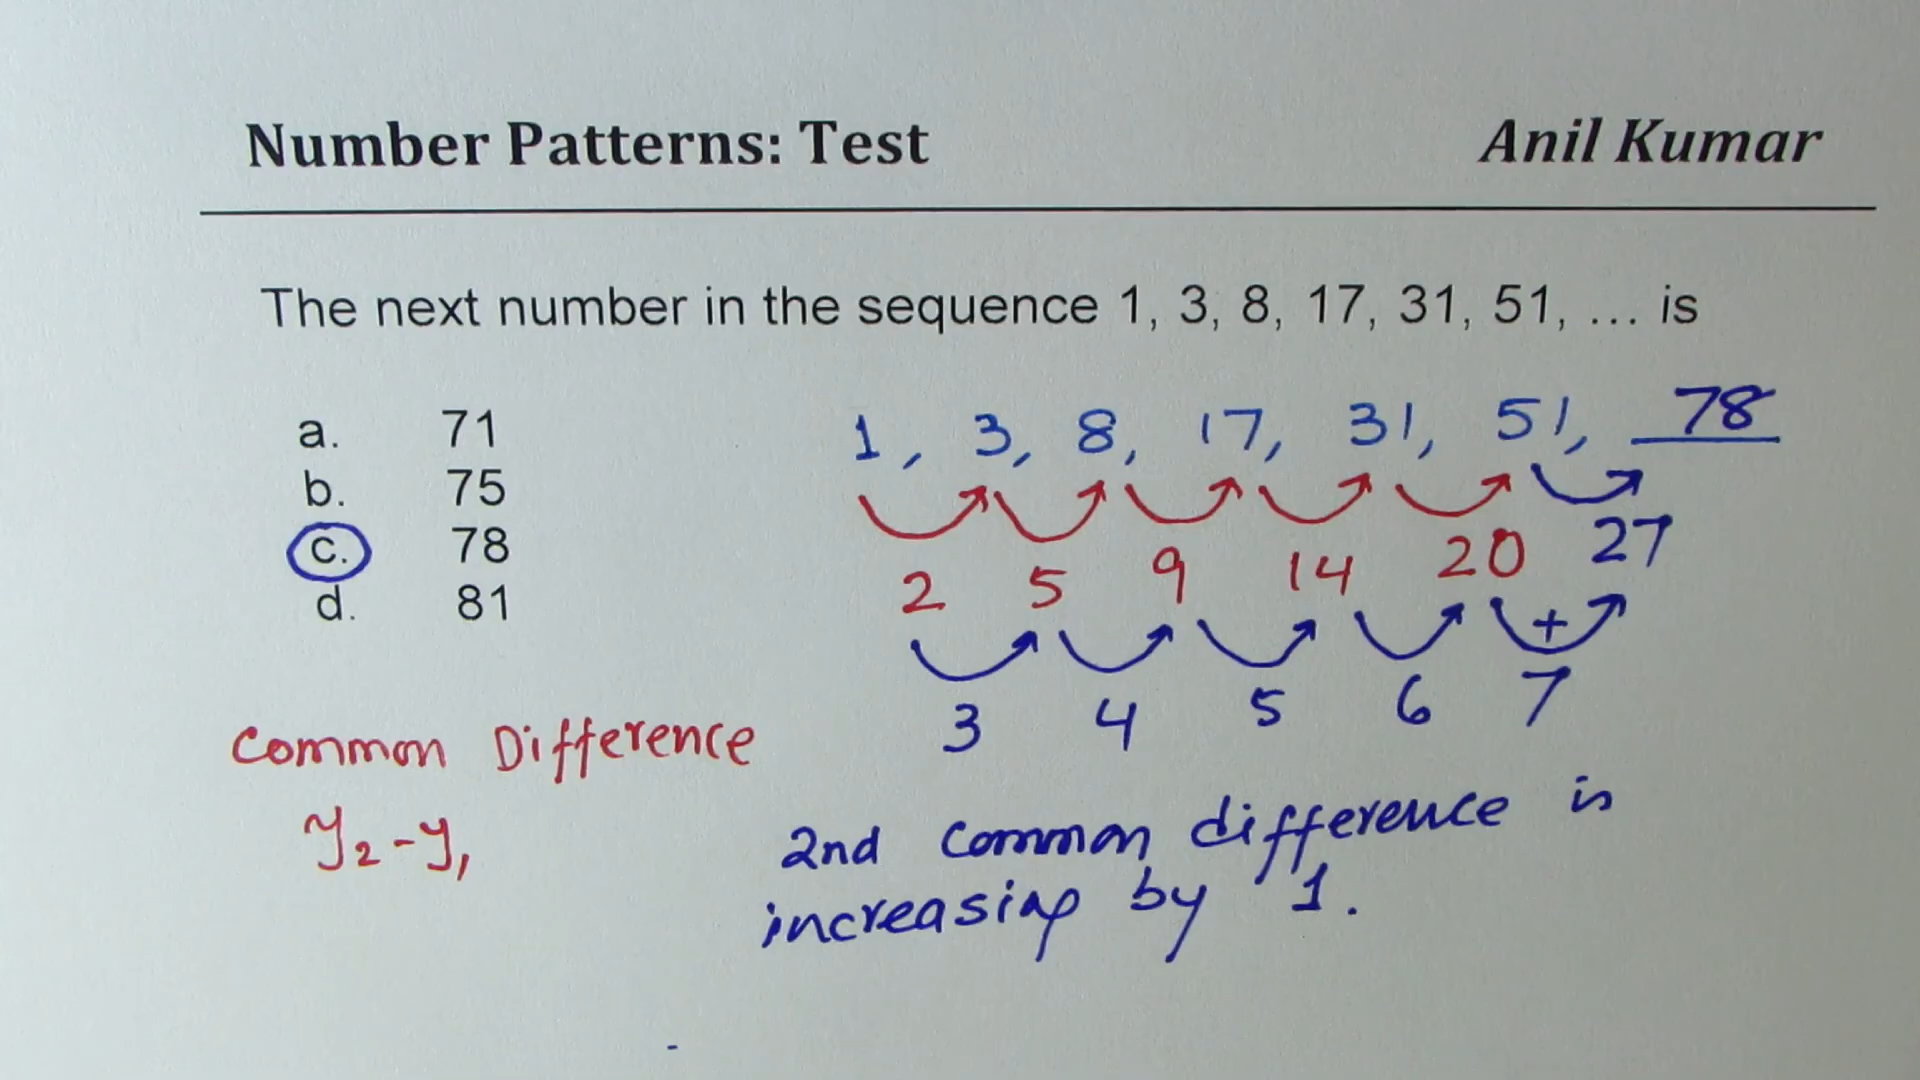 Number Patterns: Test Anil Kumar
The next number in the sequence 1, 3, 8, 17, 31, 51, ... is
a. 71
b. 75
c. 78
d. 81
1, 3, 8, 17, 31, 51, 78
2 5 9 14 20 27
+
3 4 5 6 7
Common Difference
y₂-y₁
2nd common difference is
increasing by 1.